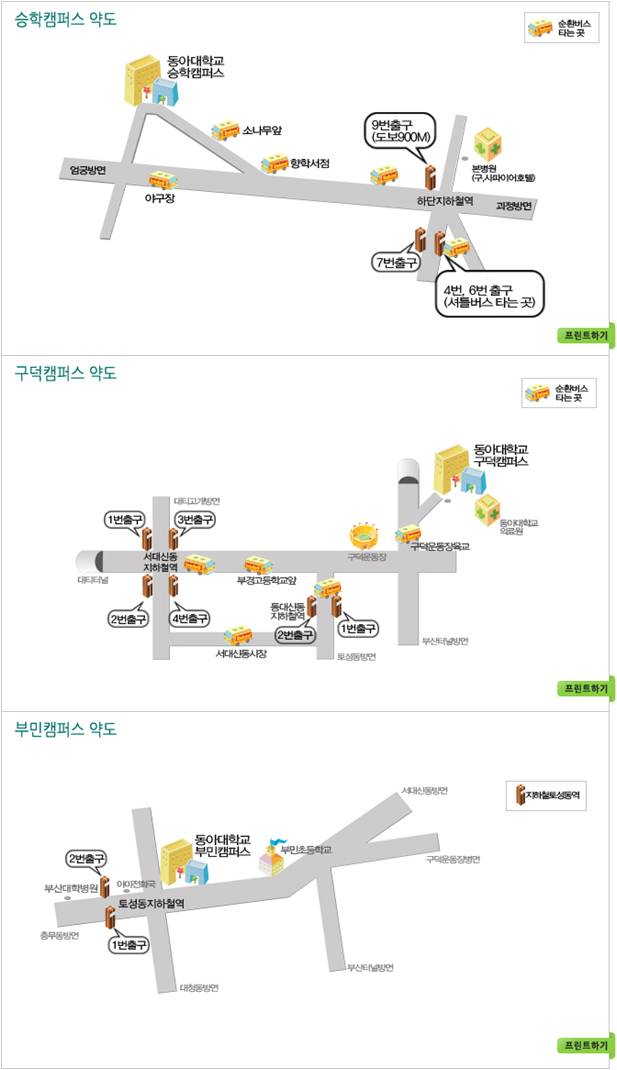 승학캠퍼스 약도
순환버스
타는 곳
동아대학교
승학캠퍼스
소나무앞
향학서점
9번출구
(도보900M)
본병원
(구,사파이어호텔)
엄궁방면
야구장
하단지하철역
괴정방면
7번출구
4번, 6번 출구
(셔틀버스 타는 곳)
프린트하기
구덕캠퍼스 약도
순환버스
타는 곳
동아대학교
구덕캠퍼스
대티고개방면
1번출구
3번출구
동아대학교
의료원
서대신동
지하철역
구덕운동장
구덕운동장육교
대티터널
부경고등학교앞
2번출구
4번출구
동대신동
지하철역
2번출구
1번출구
서대신동시장
토성동방면
부산터널방면
프린트하기
부민캠퍼스 약도
서대신동방면
지하철토성동역
동아대학교
부민캠퍼스
부민초등학교
2번출구
구덕운동장병면
부산대학병원
아미전화국
토성동지하철역
충무동방면
1번출구
부산터널방면
대청동방면
프린트하기